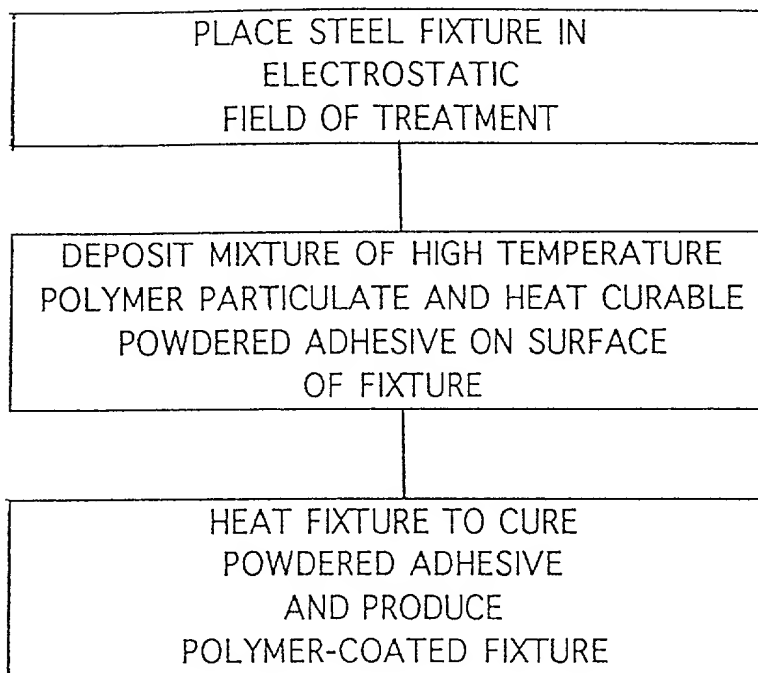 PLACE STEEL FIXTURE IN
ELECTROSTATIC
FIELD OF TREATMENT
DEPOSIT MIXTURE OF HIGH TEMPERATURE
POLYMER PARTICULATE AND HEAT CURABLE
POWDERED ADHESIVE ON SURFACE
OF FIXTURE
HEAT FIXTURE TO CURE
POWDERED ADHESIVE
AND PRODUCE
POLYMER-COATED FIXTURE